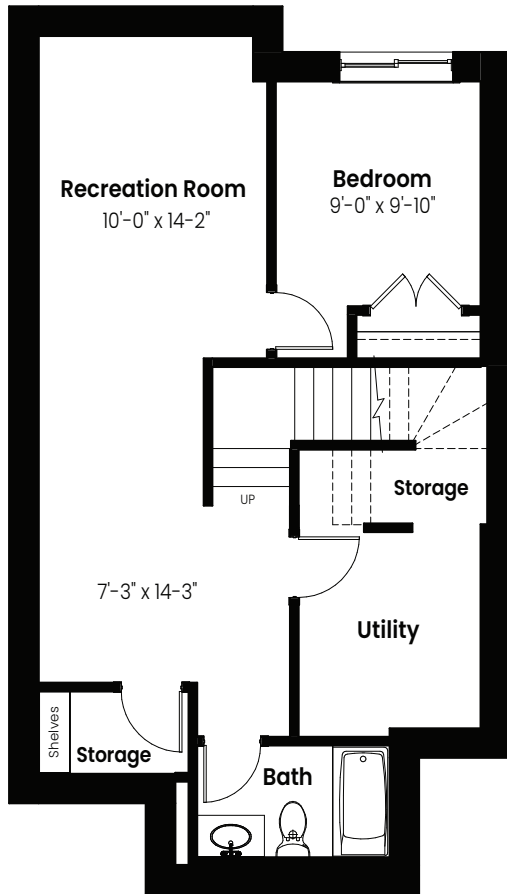 Recreation Room
10'-0" x 14-2"
Bedroom
9'-0" x 9'-10"
Storage
UP
7'-3" x 14-3"
Utility
Shelves
Storage
Bath